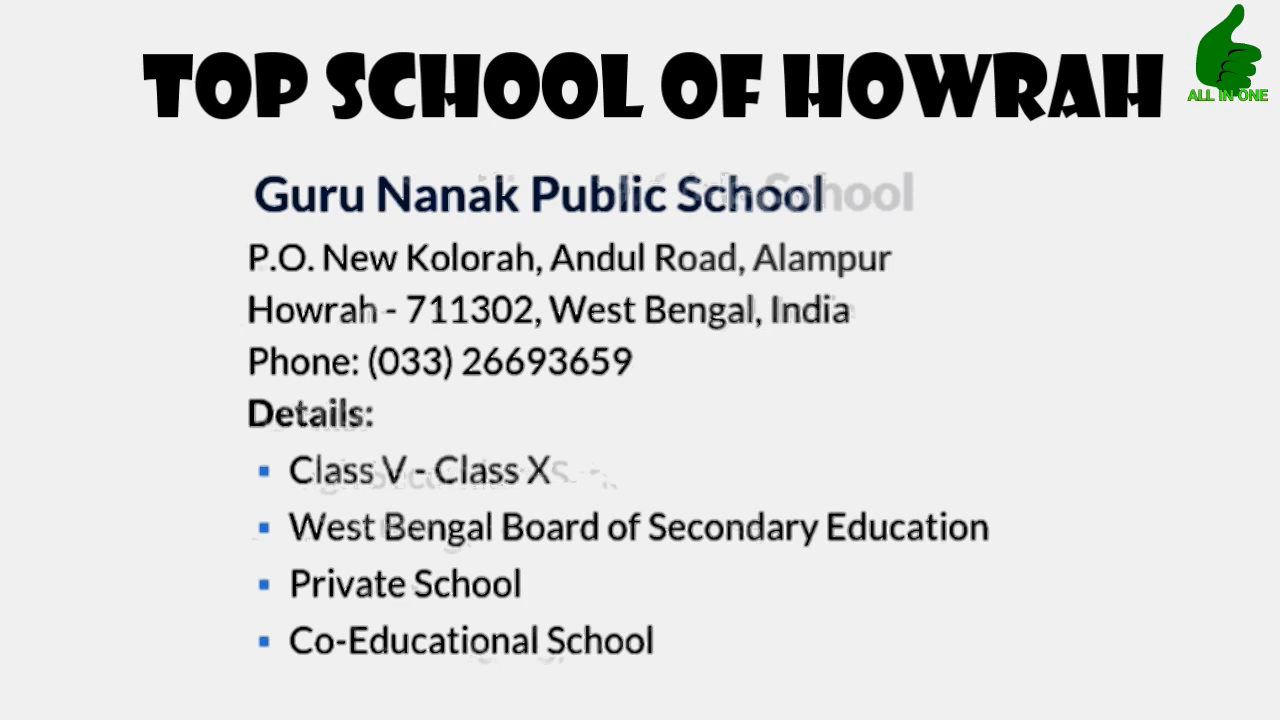 TOP SCHOOL OF HOWRAH
ALL IN ONE
Guru Nanak Public School
P.O. New Kolorah, Andul Road, Alampur
Howrah - 711302, West Bengal, India
Phone: (033) 26693659
Details:
▪ Class V - Class X
▪ West Bengal Board of Secondary Education
▪ Private School
▪ Co-Educational School